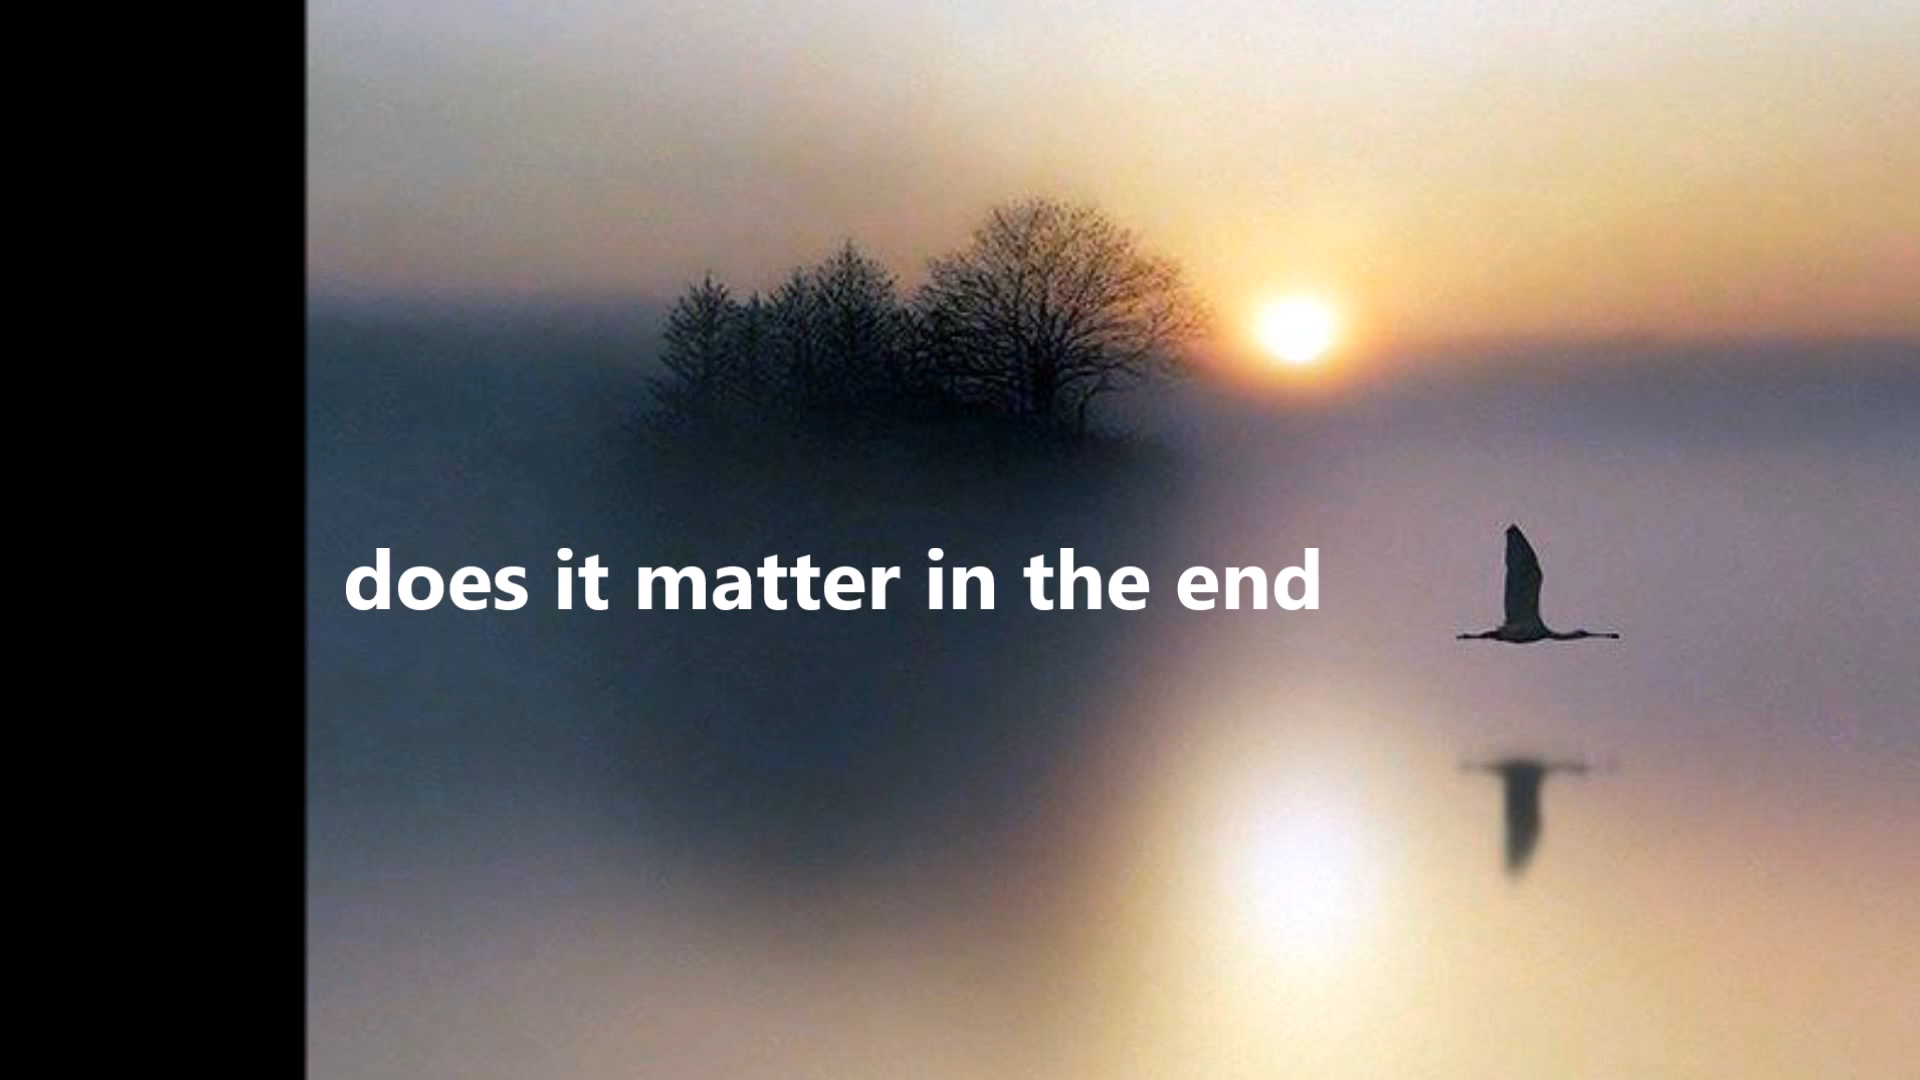 does it matter in the end